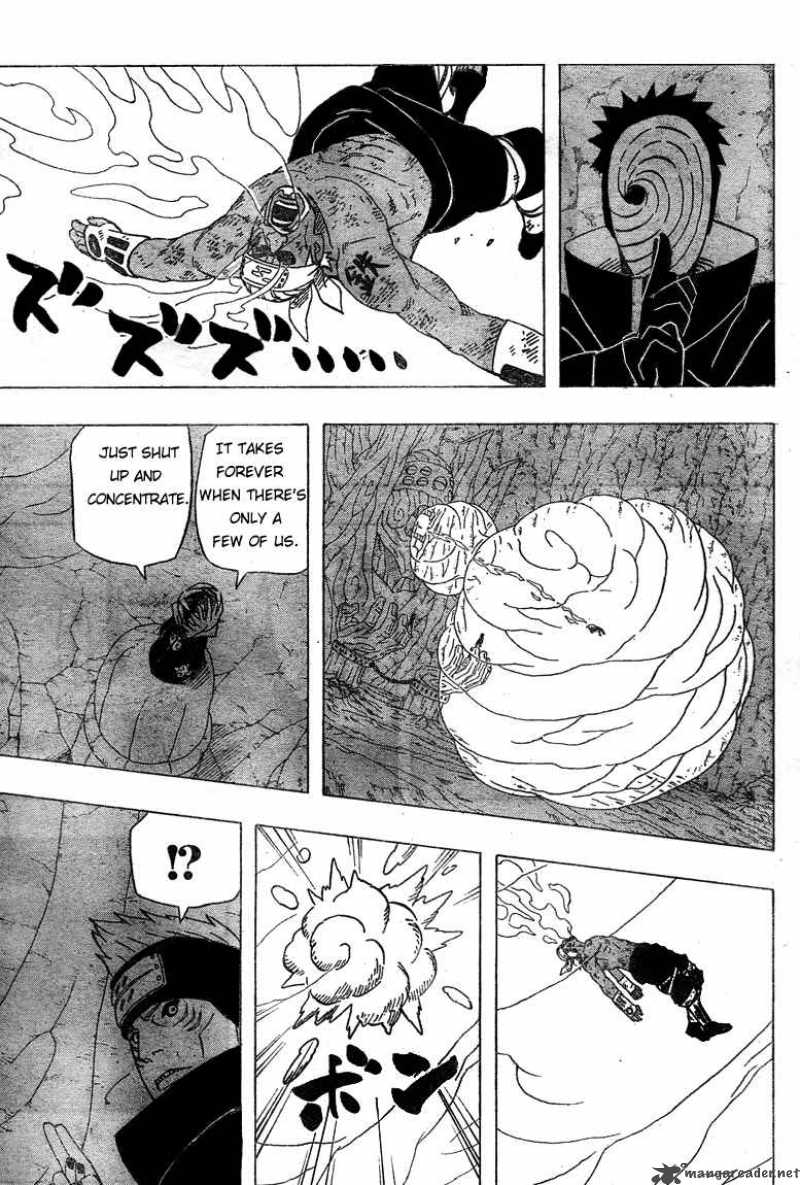 ズズズ‥‥‥
鉄
IT TAKES
FOREVER
WHEN THERE'S
ONLY A
FEW OF US.
JUST SHUT
UP AND
CONCENTRATE.
ボン
!?
mangareader.net